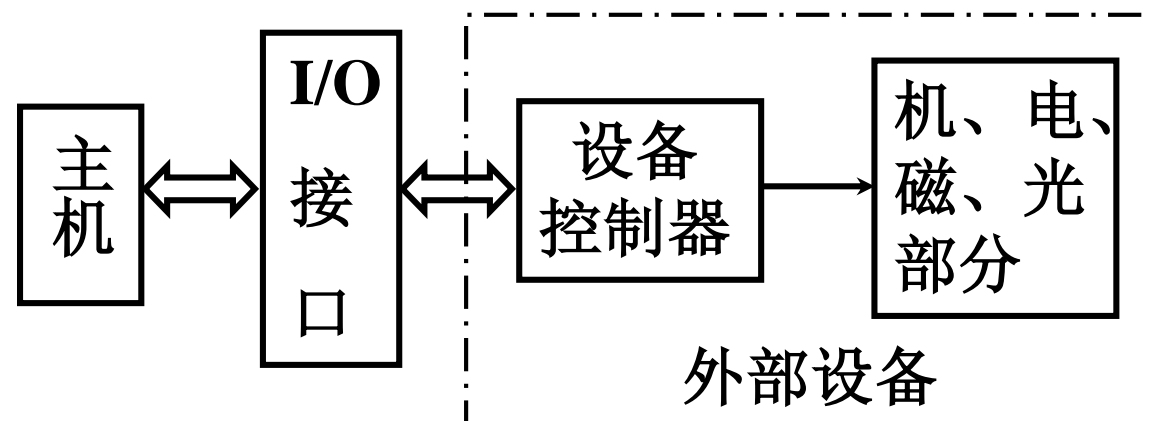 主
机
I/O
接
口
设备
控制器
机、电、
磁、光
部分
外部设备